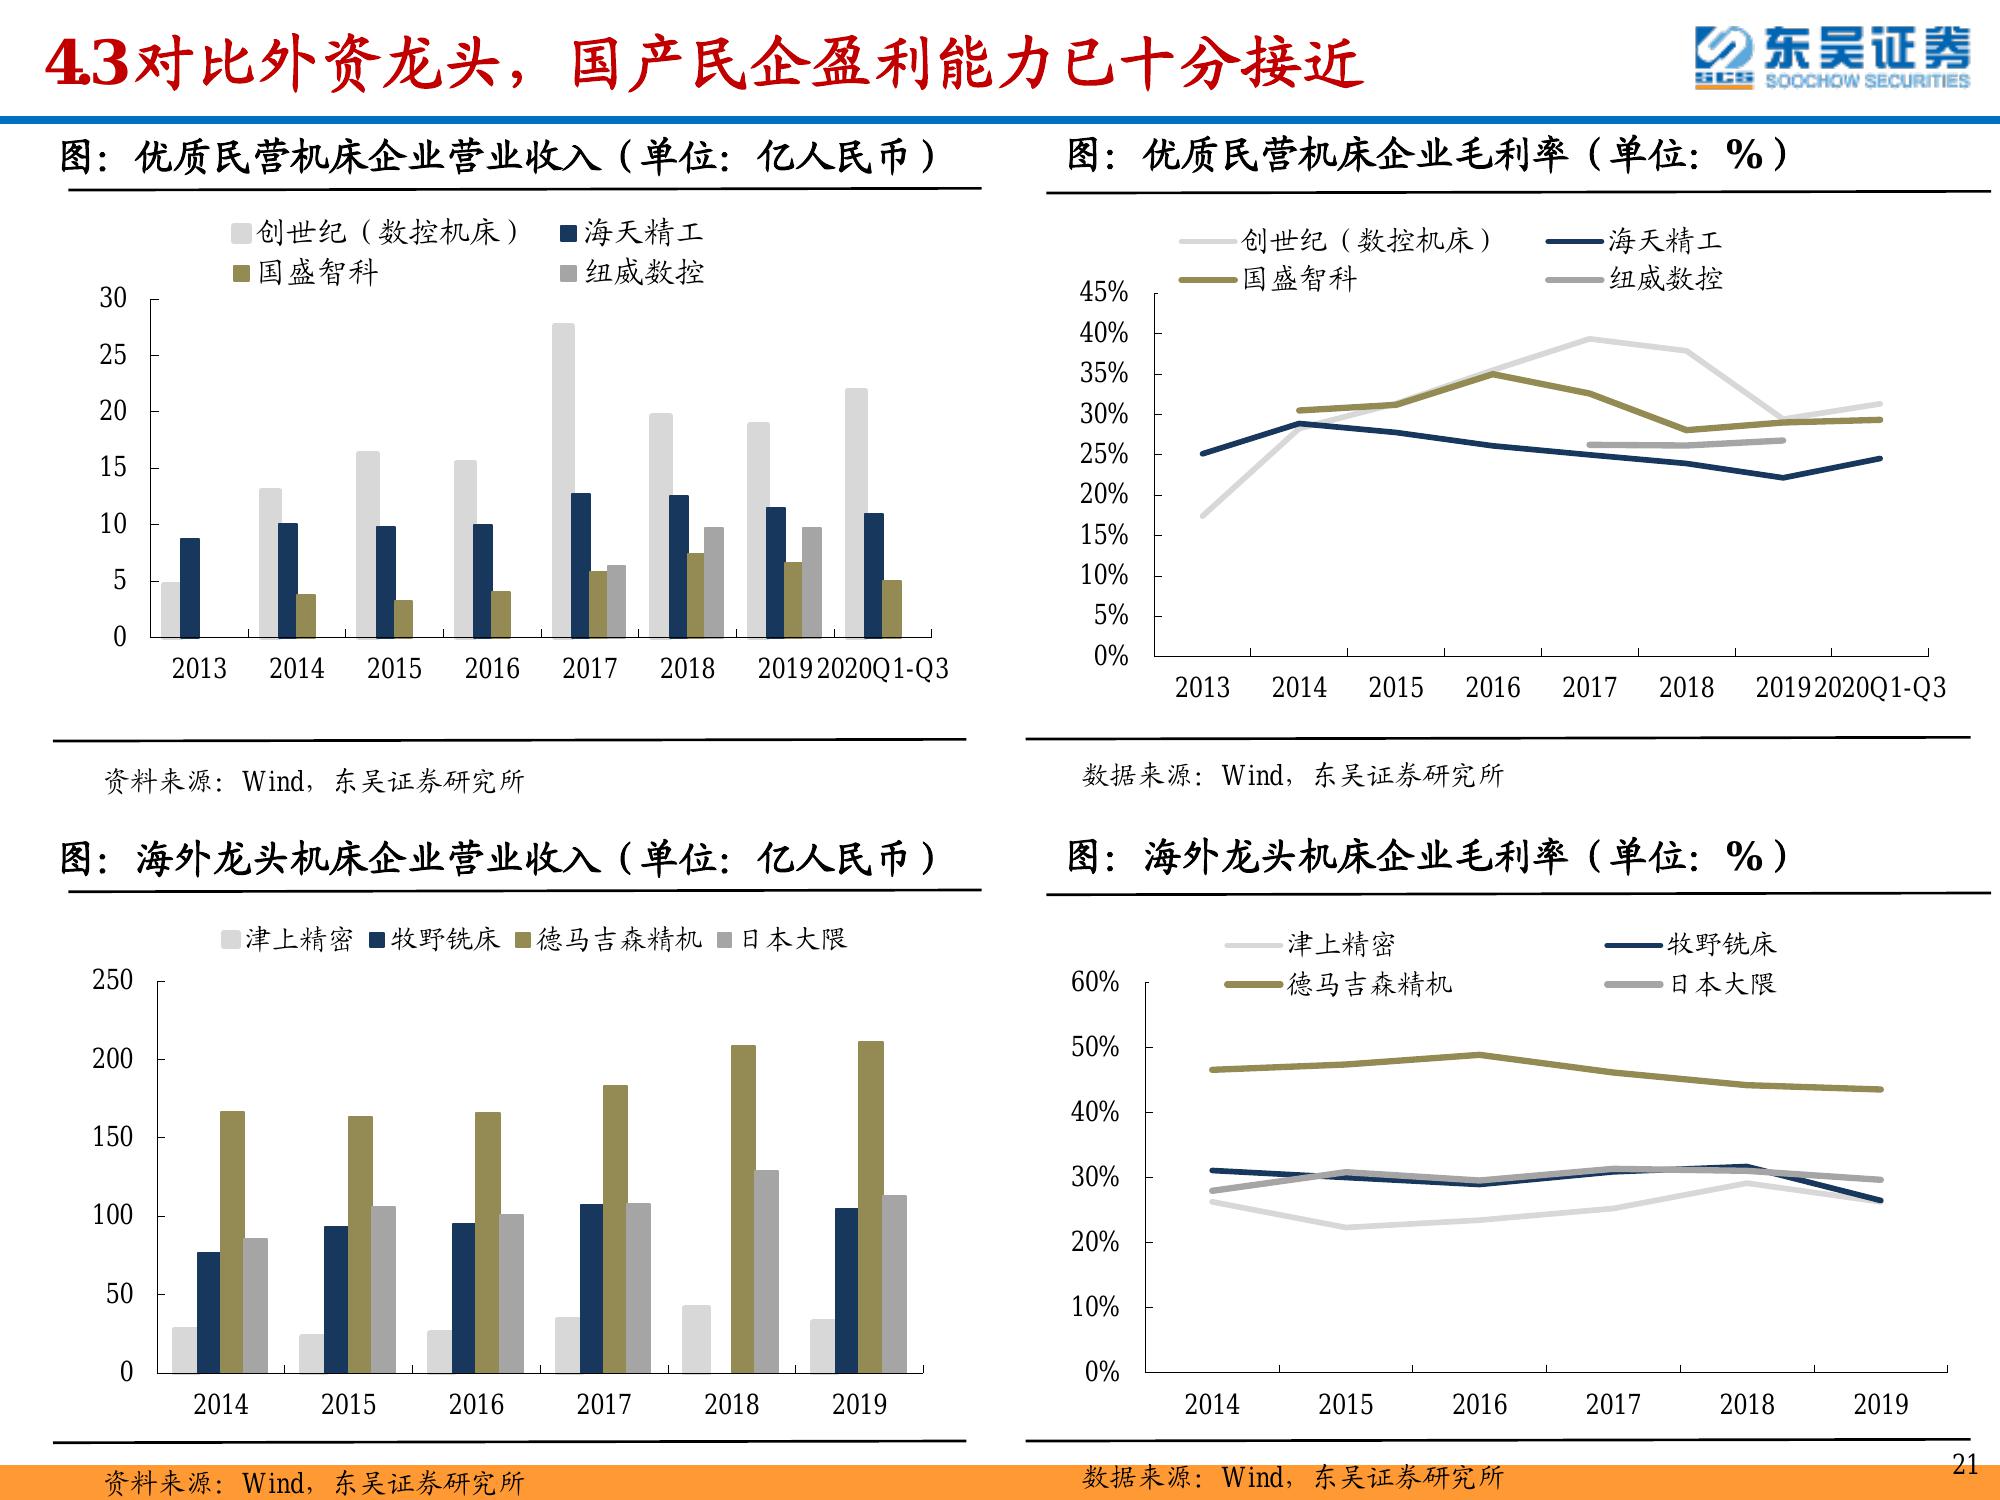 4.3对比外资龙头，国产民企盈利能力已十分接近
SCS 东吴证券
SOOCHOW SECURITIES
图：优质民营机床企业营业收入（单位：亿人民币）
创世纪（数控机床） 海天精工
国盛智科 纽威数控
30
25
20
15
10
5
0
2013 2014 2015 2016 2017 2018 2019 2020Q1-Q3
资料来源：Wind，东吴证券研究所
图：优质民营机床企业毛利率（单位：%）
创世纪（数控机床） 海天精工
国盛智科 纽威数控
45%
40%
35%
30%
25%
20%
15%
10%
5%
0%
2013 2014 2015 2016 2017 2018 2019 2020Q1-Q3
数据来源：Wind，东吴证券研究所
图：海外龙头机床企业营业收入（单位：亿人民币）
津上精密 牧野铣床 德马吉森精机 日本大隈
250
200
150
100
50
0
2014 2015 2016 2017 2018 2019
资料来源：Wind，东吴证券研究所
图：海外龙头机床企业毛利率（单位：%）
津上精密 牧野铣床
德马吉森精机 日本大隈
60%
50%
40%
30%
20%
10%
0%
2014 2015 2016 2017 2018 2019
数据来源：Wind，东吴证券研究所
21